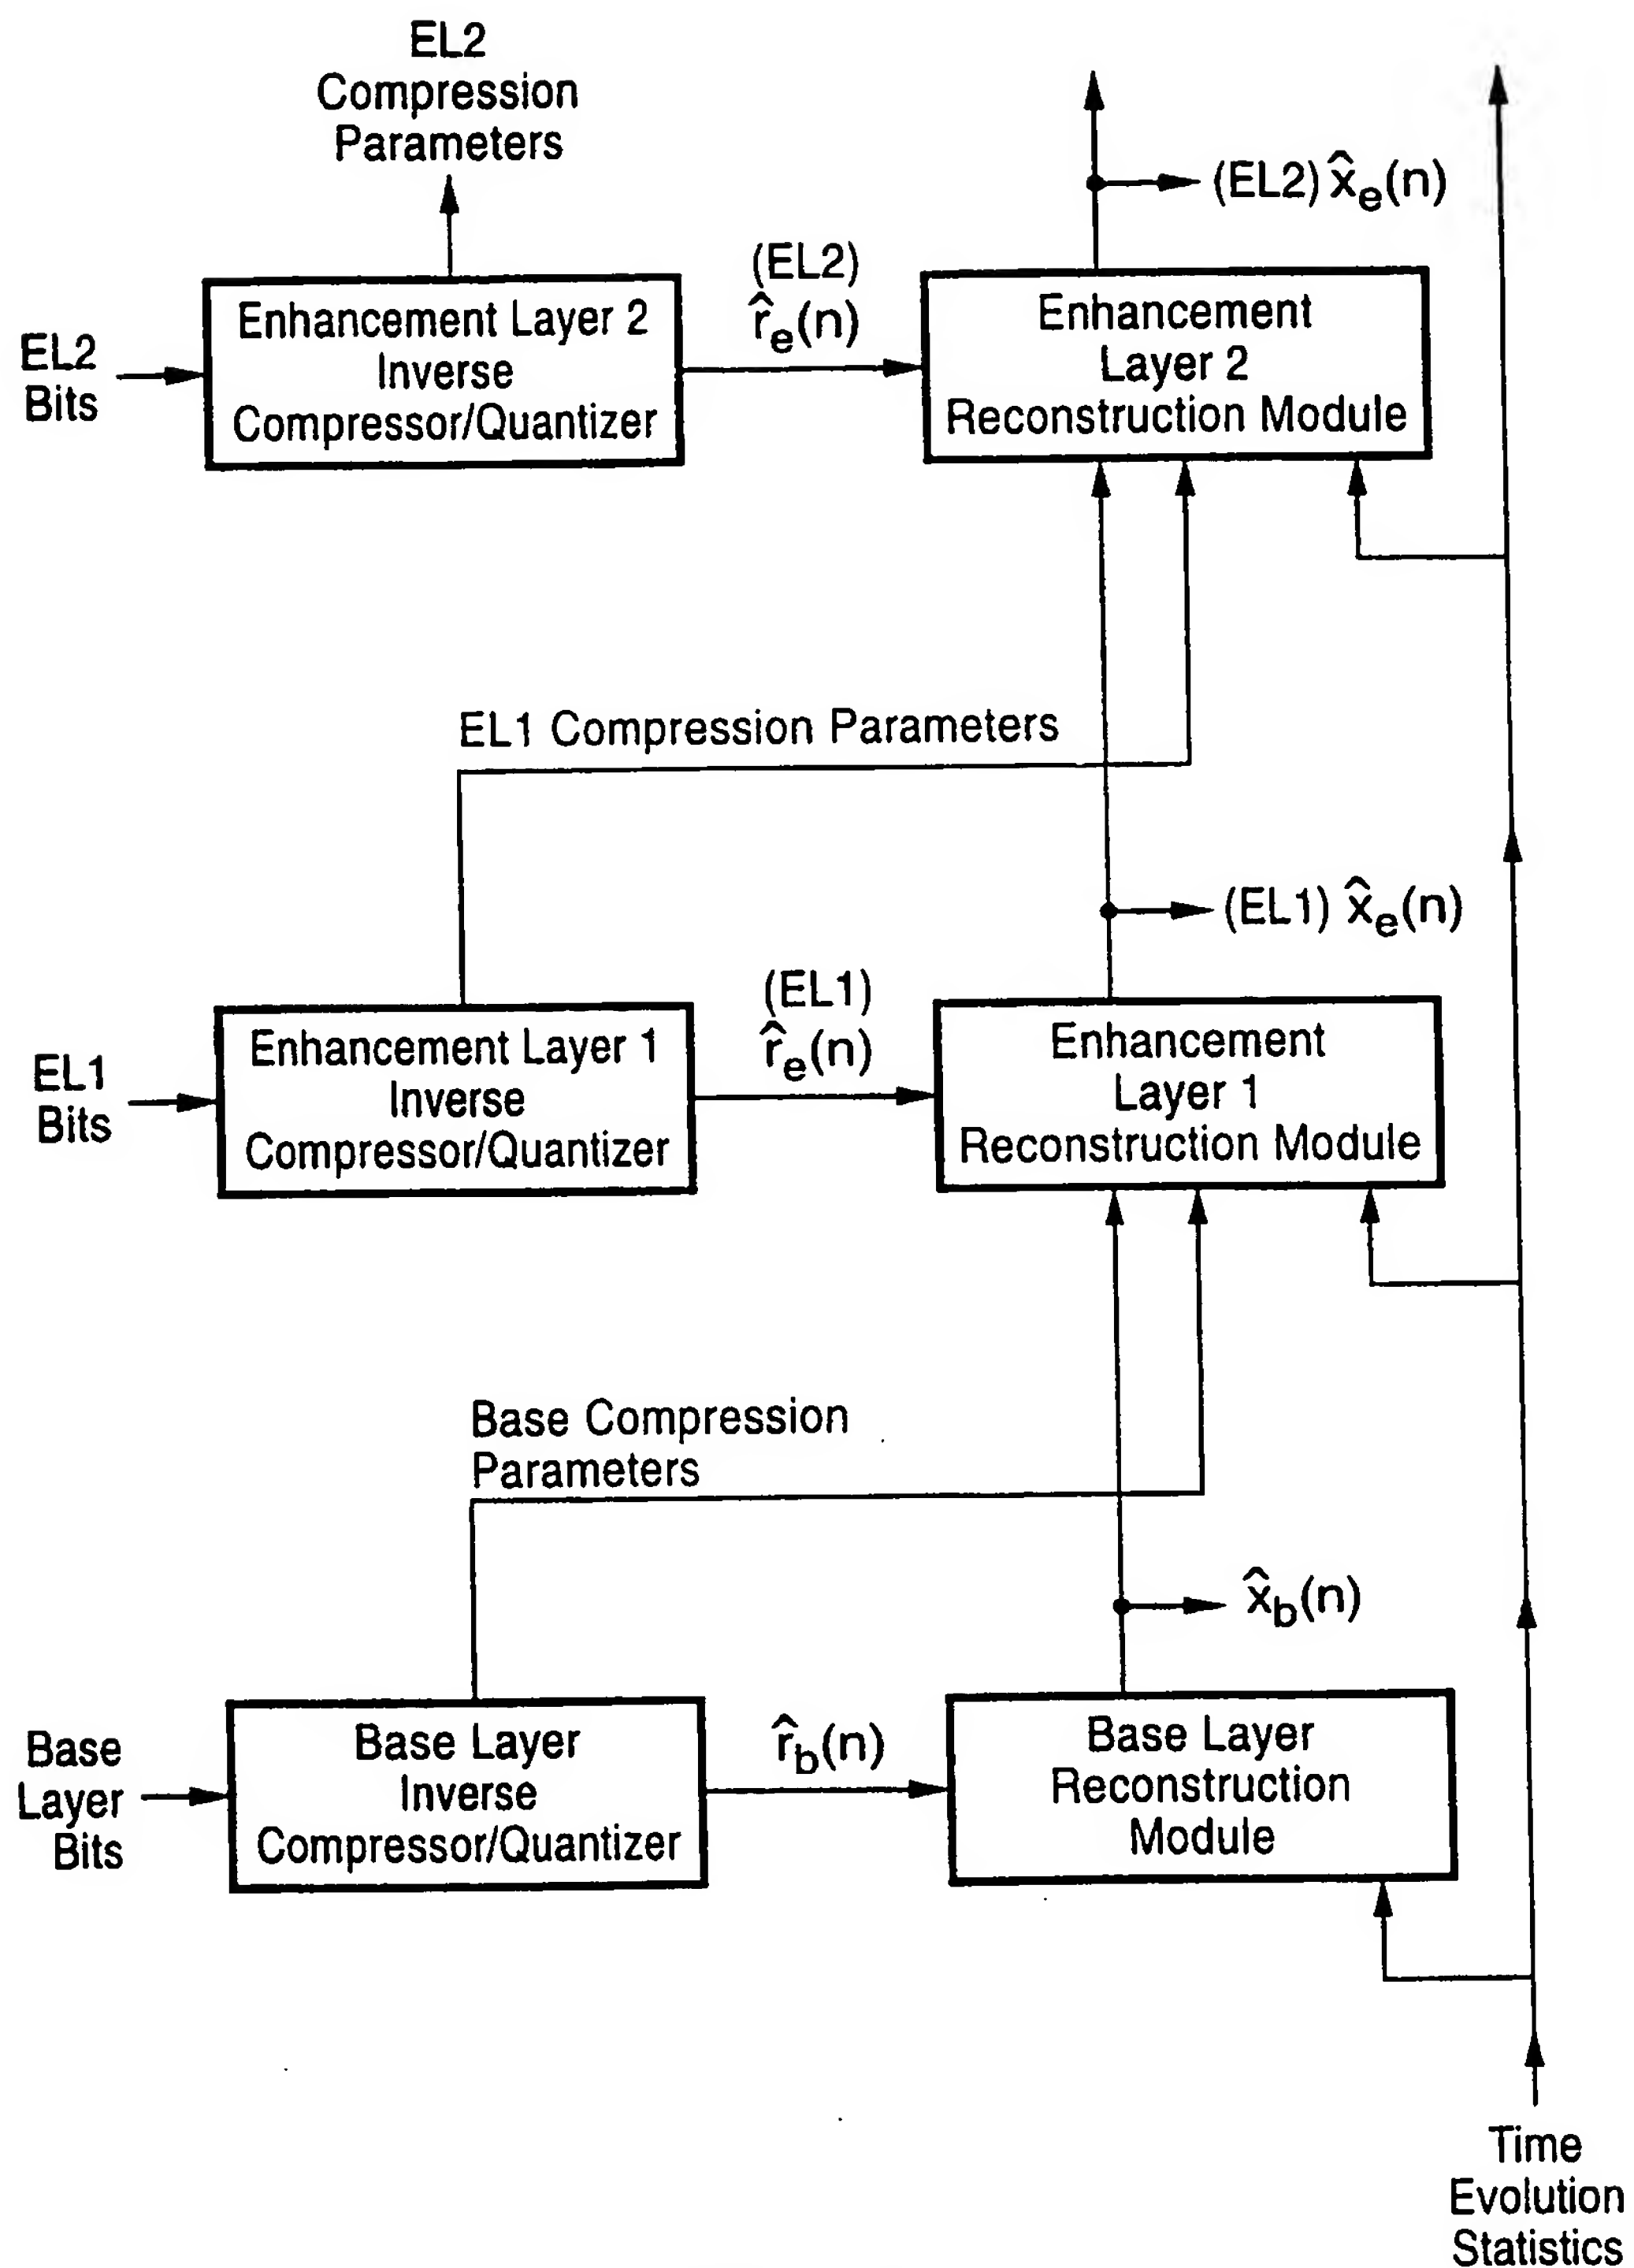 EL2
Compression
Parameters
(EL2) x̂e(n)
(EL2)
r̂e(n)
EL2
Bits
Enhancement Layer 2
Inverse
Compressor/Quantizer
Enhancement
Layer 2
Reconstruction Module
EL1 Compression Parameters
(EL1) x̂e(n)
(EL1)
r̂e(n)
EL1
Bits
Enhancement Layer 1
Inverse
Compressor/Quantizer
Enhancement
Layer 1
Reconstruction Module
Base Compression
Parameters
x̂b(n)
Base
Layer
Bits
Base Layer
Inverse
Compressor/Quantizer
r̂b(n)
Base Layer
Reconstruction
Module
Time
Evolution
Statistics